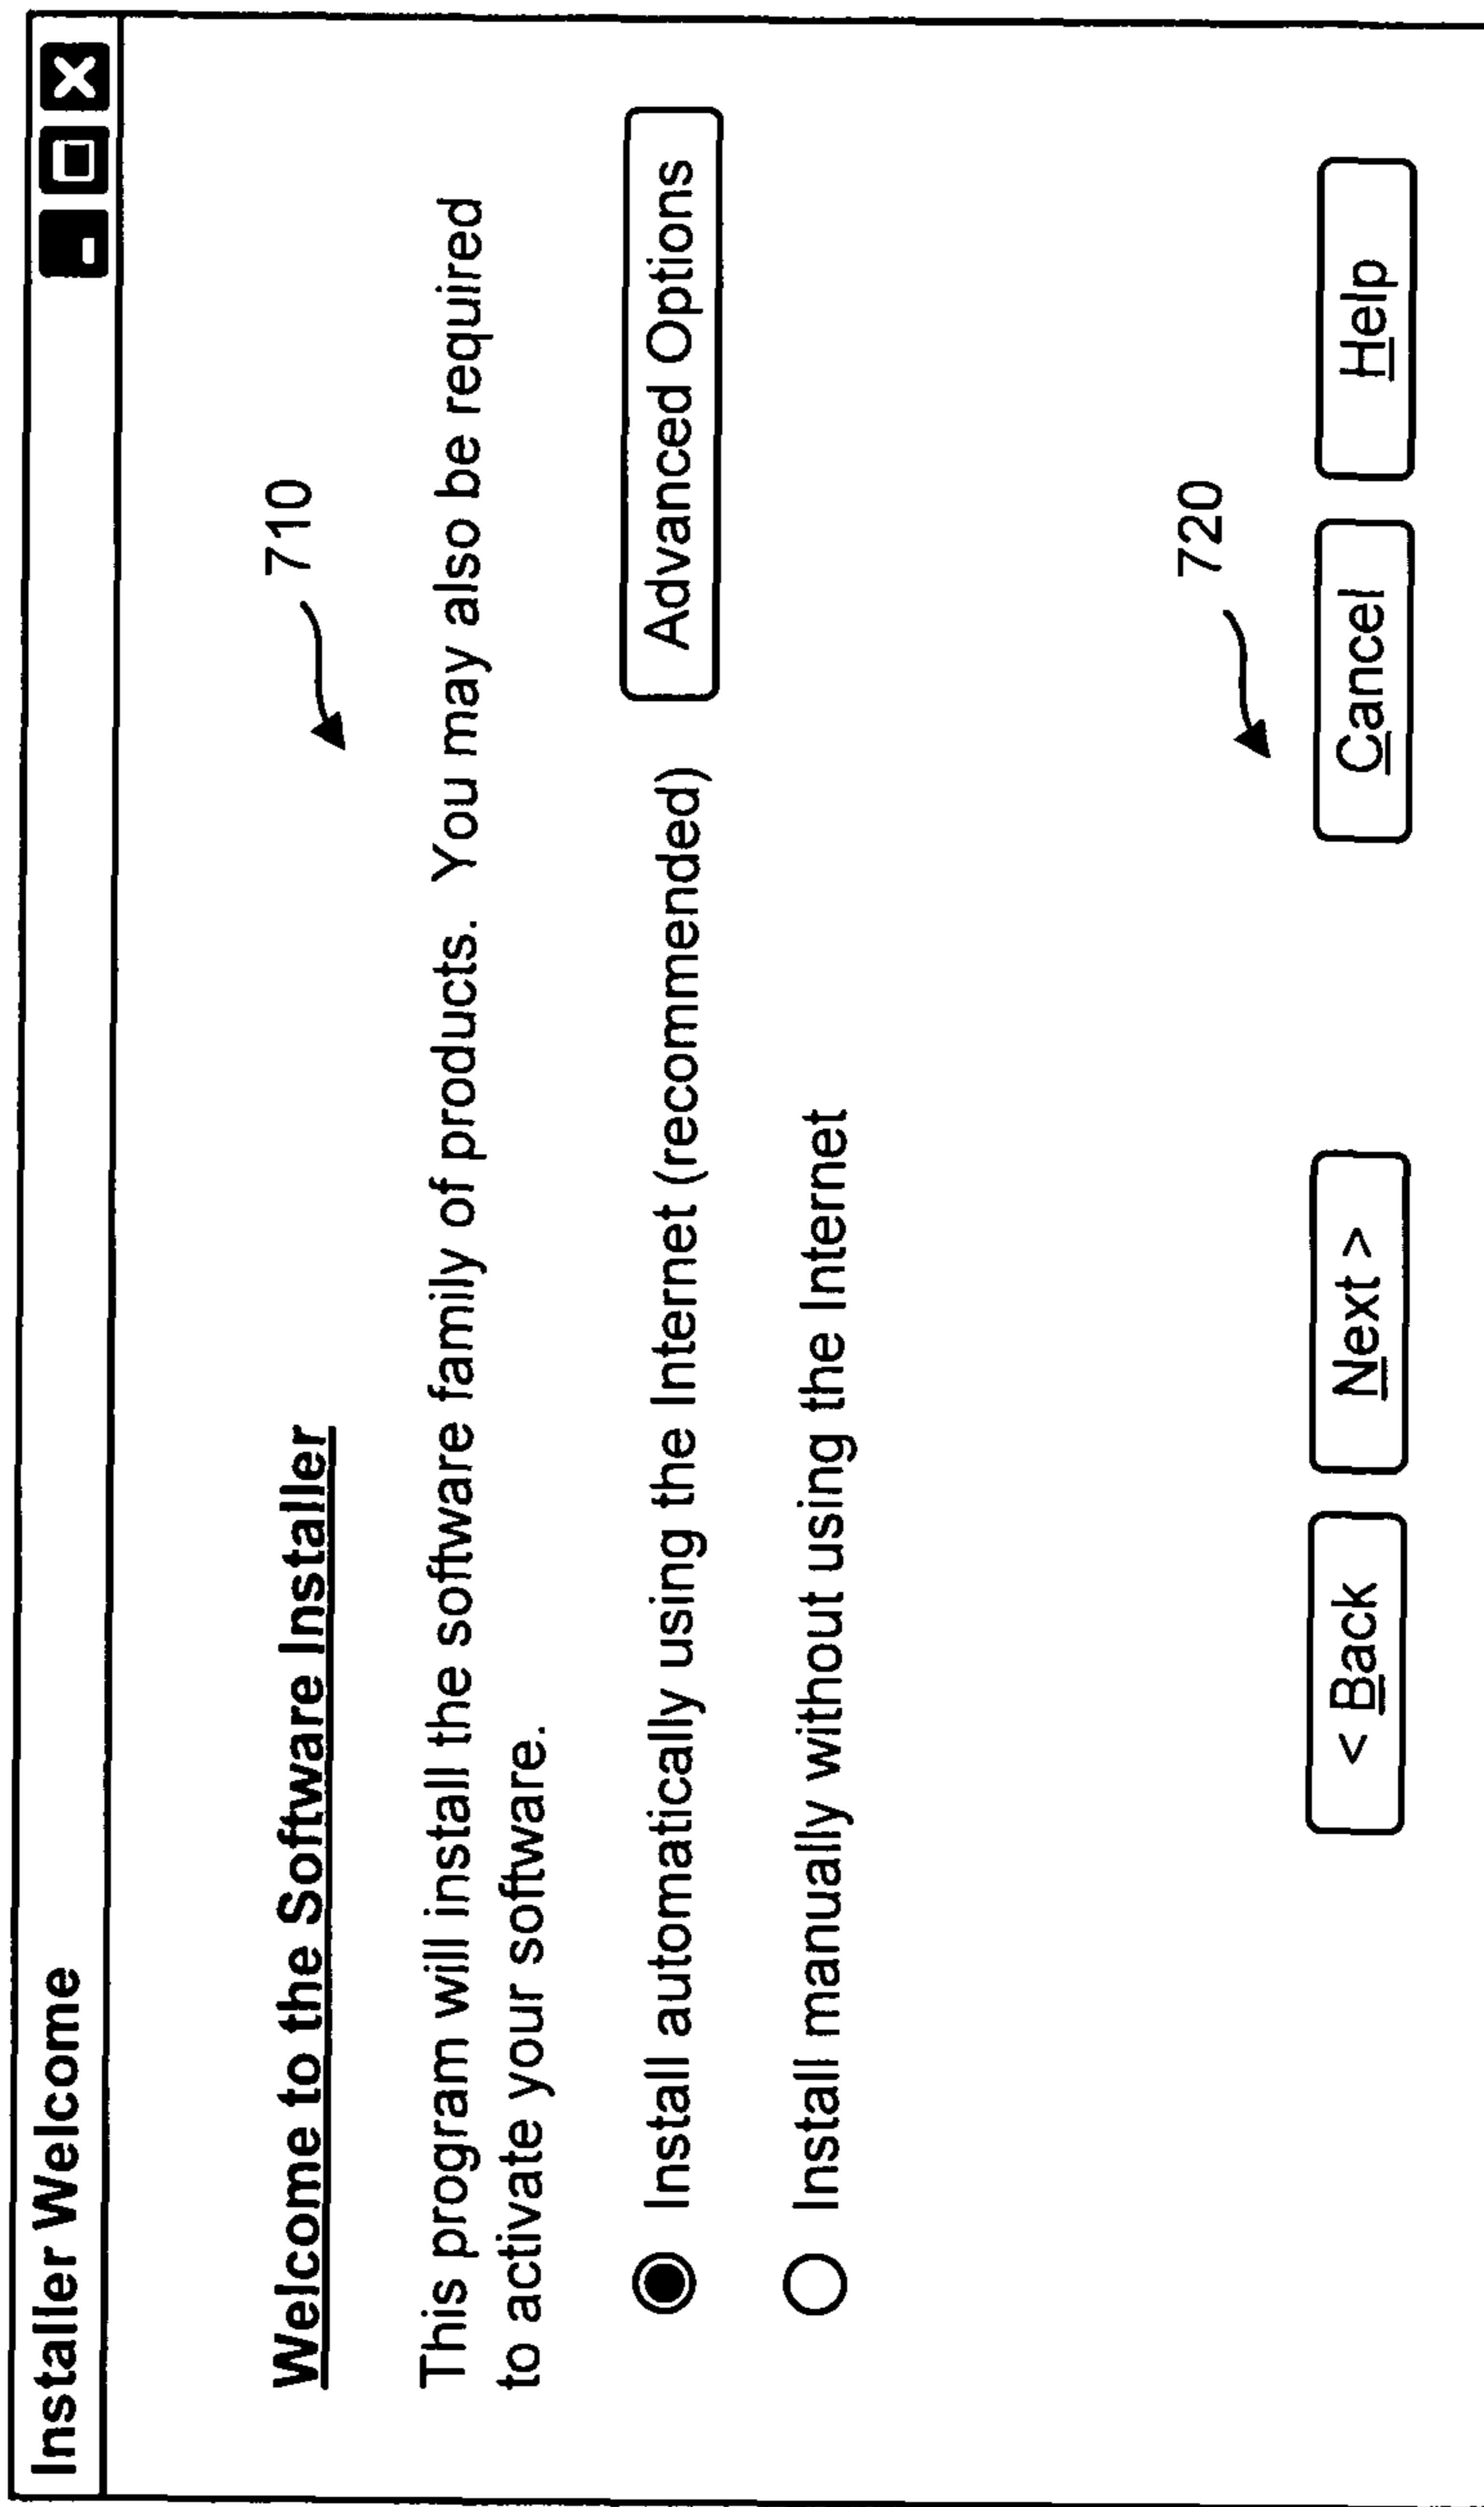 Installer Welcome
Welcome to the Software Installer
710
This program will install the software family of products. You may also be required
to activate your software.
Install automatically using the Internet (recommended)
Advanced Options
Install manually without using the Internet
720
< Back
Next >
Cancel
Help